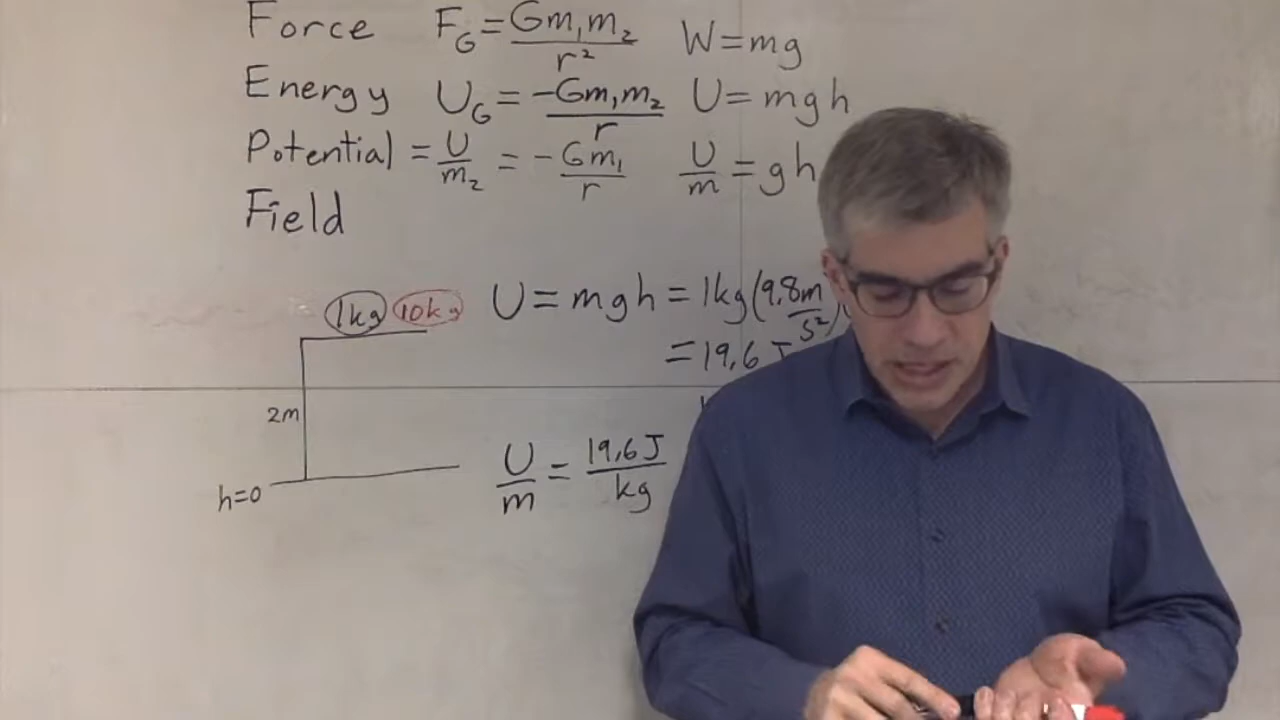 Force F_G = Gm₁m₂/r² W = mg
Energy U_G = -Gm₁m₂/r U = mgh
Potential = U/m₂ = -Gm₁/r U/m = gh
Field
1kg 10kg U = mgh = 1kg(9.8m/s²)
= 19.6 J
2m
U/m = 19.6J/kg
h=0